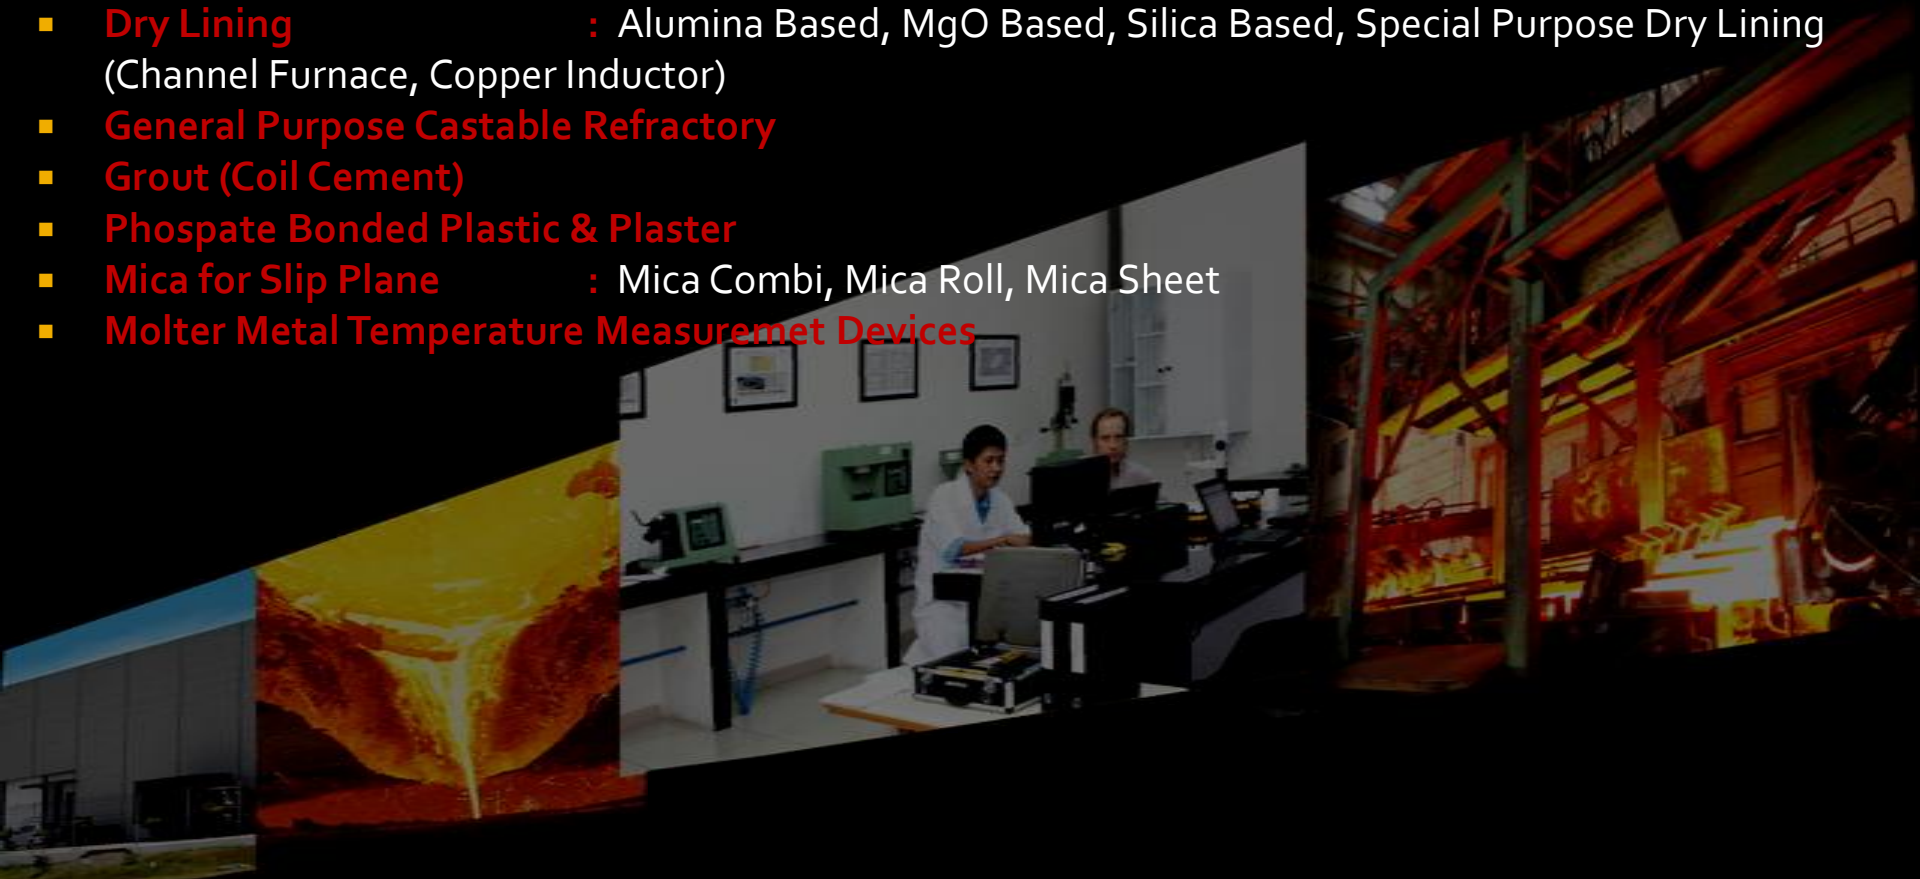 ▪ Dry Lining : Alumina Based, MgO Based, Silica Based, Special Purpose Dry Lining
(Channel Furnace, Copper Inductor)
▪ General Purpose Castable Refractory
▪ Grout (Coil Cement)
▪ Phospate Bonded Plastic & Plaster
▪ Mica for Slip Plane : Mica Combi, Mica Roll, Mica Sheet
▪ Molter Metal Temperature Measuremet Devices